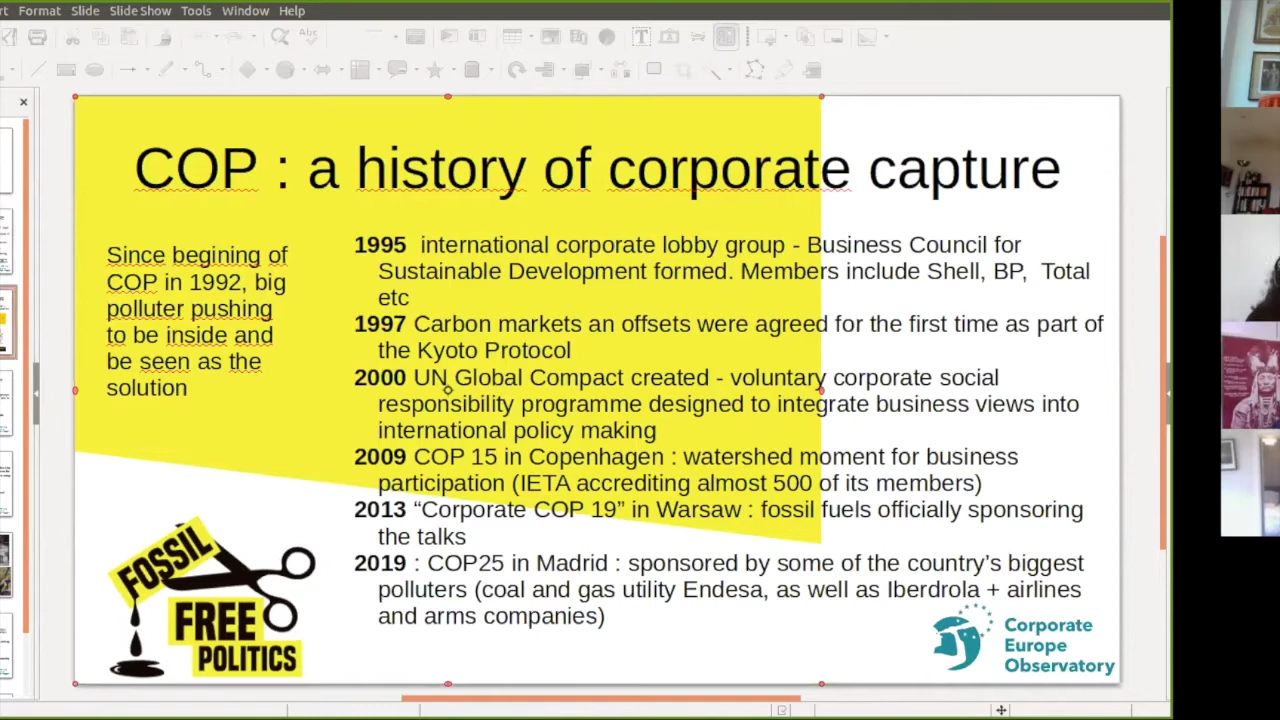 rt Format Slide Slide Show Tools Window Help
COP : a history of corporate capture
Since begining of
COP in 1992, big
polluter pushing
to be inside and
be seen as the
solution
1995 international corporate lobby group - Business Council for
Sustainable Development formed. Members include Shell, BP, Total
etc
1997 Carbon markets an offsets were agreed for the first time as part of
the Kyoto Protocol
2000 UN Global Compact created - voluntary corporate social
responsibility programme designed to integrate business views into
international policy making
2009 COP 15 in Copenhagen : watershed moment for business
participation (IETA accrediting almost 500 of its members)
2013 “Corporate COP 19” in Warsaw : fossil fuels officially sponsoring
the talks
2019 : COP25 in Madrid : sponsored by some of the country’s biggest
polluters (coal and gas utility Endesa, as well as Iberdrola + airlines
and arms companies)
FOSSIL
FREE
POLITICS
Corporate
Europe
Observatory